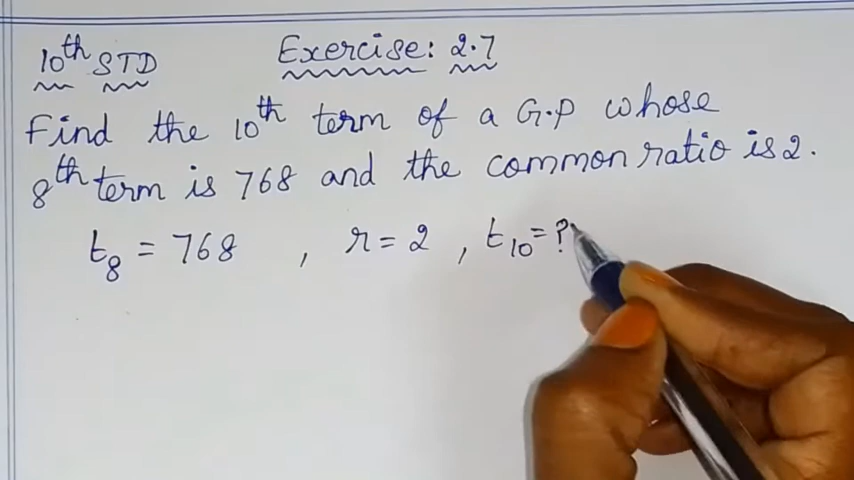 10th STD Exercise: 2.7
Find the 10th term of a G.P whose
8th term is 768 and the common ratio is 2.
t8 = 768 , r = 2 , t10 = ?